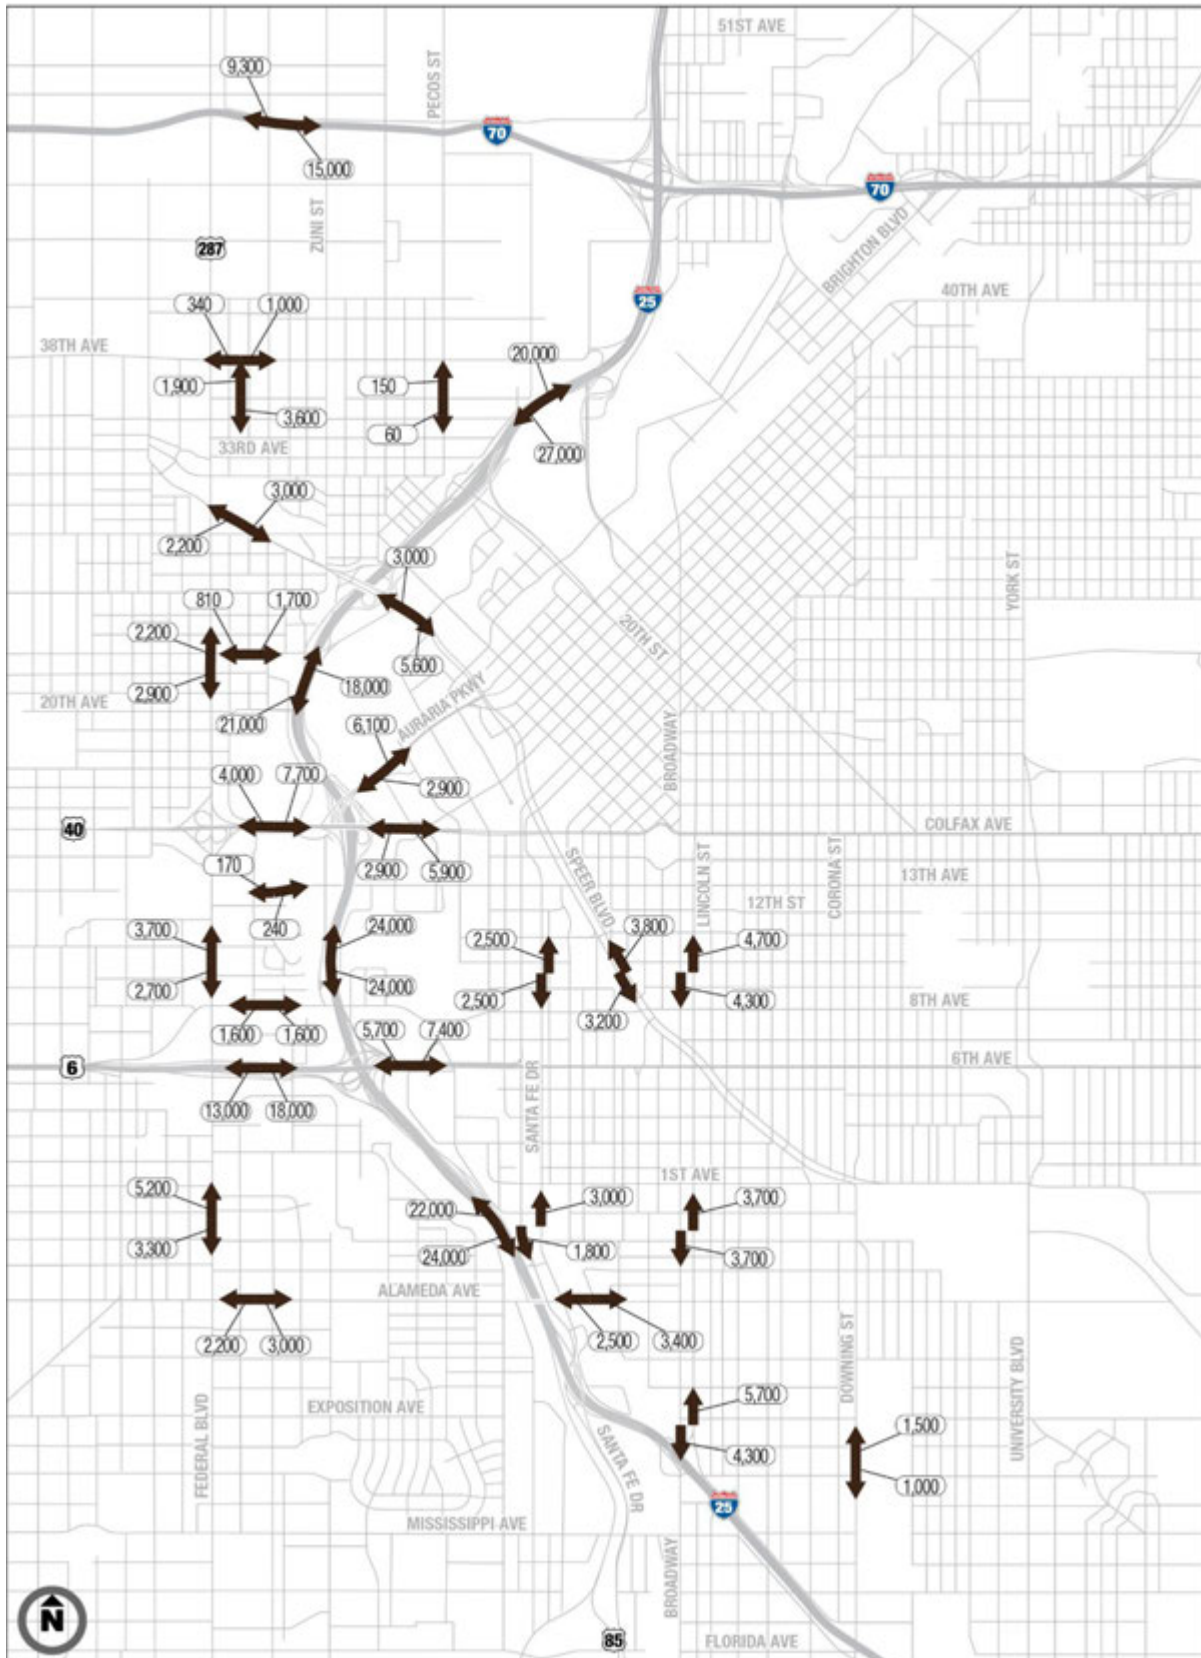 51ST AVE
9,300
PECOS ST
70
15,000
70
ZUNI ST
287
BRIGHTON BLVD
25
40TH AVE
340
1,000
38TH AVE
20,000
1,900
150
3,600
60
33RD AVE
27,000
3,000
2,200
3,000
YORK ST
810
1,700
2,200
20TH ST
5,600
2,900
18,000
20TH AVE
21,000
AURARIA PKWY
6,100
BROADWAY
4,000
7,700
2,900
40
COLFAX AVE
170
2,900
5,900
SPEER BLVD
LINCOLN ST
CORONA ST
13TH AVE
12TH ST
240
3,700
24,000
2,500
3,800
4,700
2,700
24,000
2,500
3,200
4,300
8TH AVE
1,600
1,600
5,700
7,400
6
6TH AVE
13,000
18,000
SANTA FE DR
1ST AVE
5,200
22,000
3,000
3,700
3,300
24,000
1,800
3,700
ALAMEDA AVE
2,200
3,000
2,500
3,400
DOWNING ST
UNIVERSITY BLVD
FEDERAL BLVD
EXPOSITION AVE
5,700
1,500
SANTA FE DR
4,300
1,000
25
MISSISSIPPI AVE
BROADWAY
N
85
FLORIDA AVE